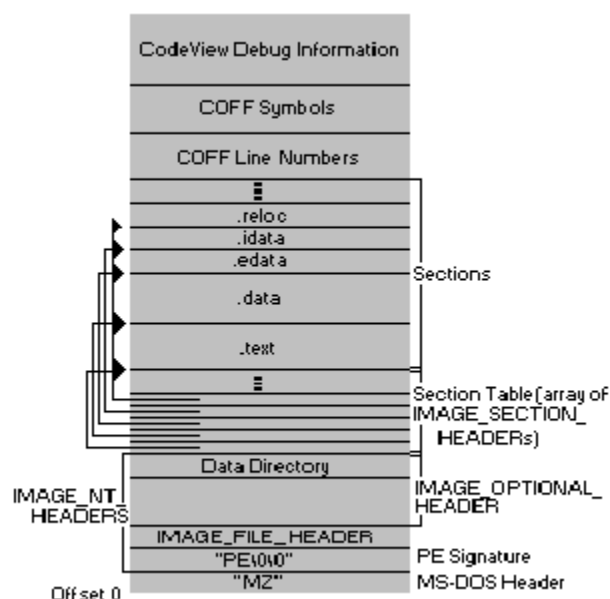 CodeView Debug Information
COFF Symbols
COFF Line Numbers
.reloc
.idata
.edata
.data
.text
Sections
Section Table (array of
IMAGE_SECTION_
HEADERs)
Data Directory
IMAGE_OPTIONAL_
HEADER
IMAGE_NT_
HEADERS
IMAGE_FILE_HEADER
"PE\0\0"
PE Signature
"MZ"
MS-DOS Header
Offset 0